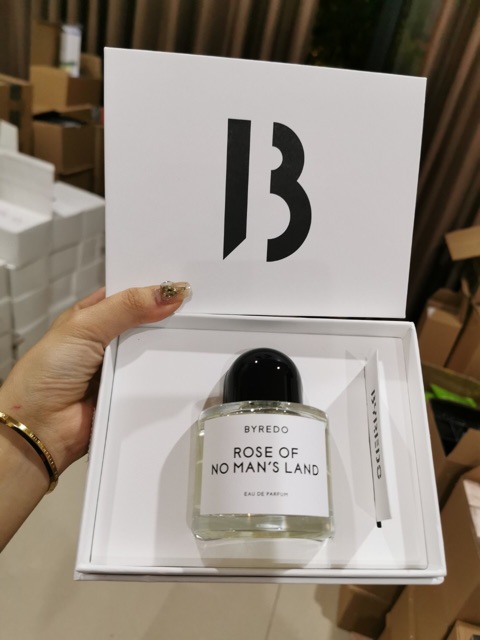 B
BYREDO
ROSE OF
NO MAN'S LAND
EAU DE PARFUM
BYREDO